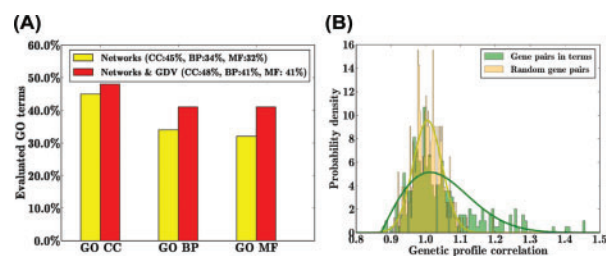 (A)
60.0%
50.0%
40.0%
30.0%
20.0%
10.0%
0.0%
Evaluated GO terms
Networks (CC:45%, BP:34%, MF:32%)
Networks & GDV (CC:48%, BP:41%, MF: 41%)
GO CC GO BP GO MF
(B)
16
14
12
10
8
6
4
2
0
Probability density
Gene pairs in terms
Random gene pairs
0.8 0.9 1.0 1.1 1.2 1.3 1.4 1.5
Genetic profile correlation